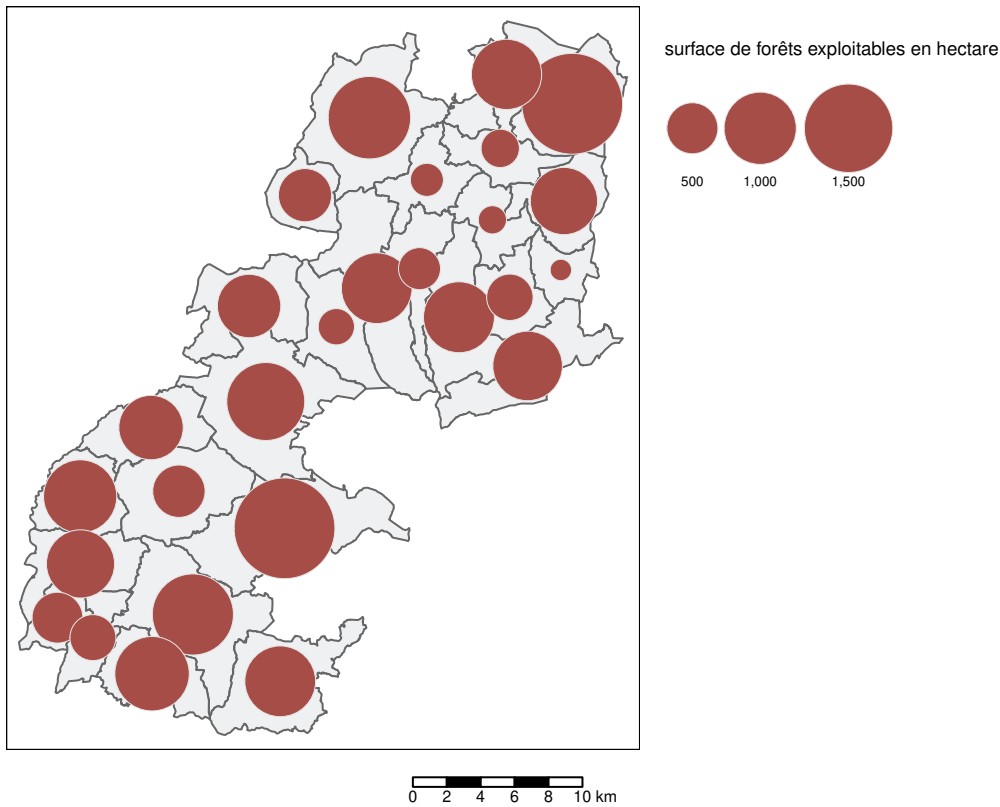 surface de forêts exploitables en hectare
500 1,000 1,500
0 2 4 6 8 10 km